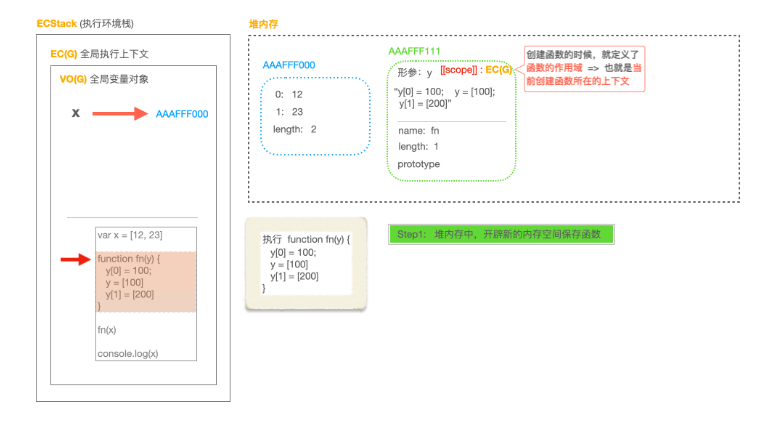 ECStack (执行环境栈)
EC(G) 全局执行上下文
VO(G) 全局变量对象
x
AAAFFF000
var x = [12, 23]
function fn(y) {
y[0] = 100;
y = [100]
y[1] = [200]
}
fn(x)
console.log(x)
堆内存
AAAFFF000
0: 12
1: 23
length: 2
AAAFFF111
形参: y [[scope]] : EC(G)
"y[0] = 100; y = [100];
y[1] = [200]"
name: fn
length: 1
prototype
创建函数的时候，就定义了
函数的作用域 => 也就是当
前创建函数所在的上下文
执行 function fn(y) {
y[0] = 100;
y = [100]
y[1] = [200]
}
Step1: 堆内存中，开辟新的内存空间保存函数